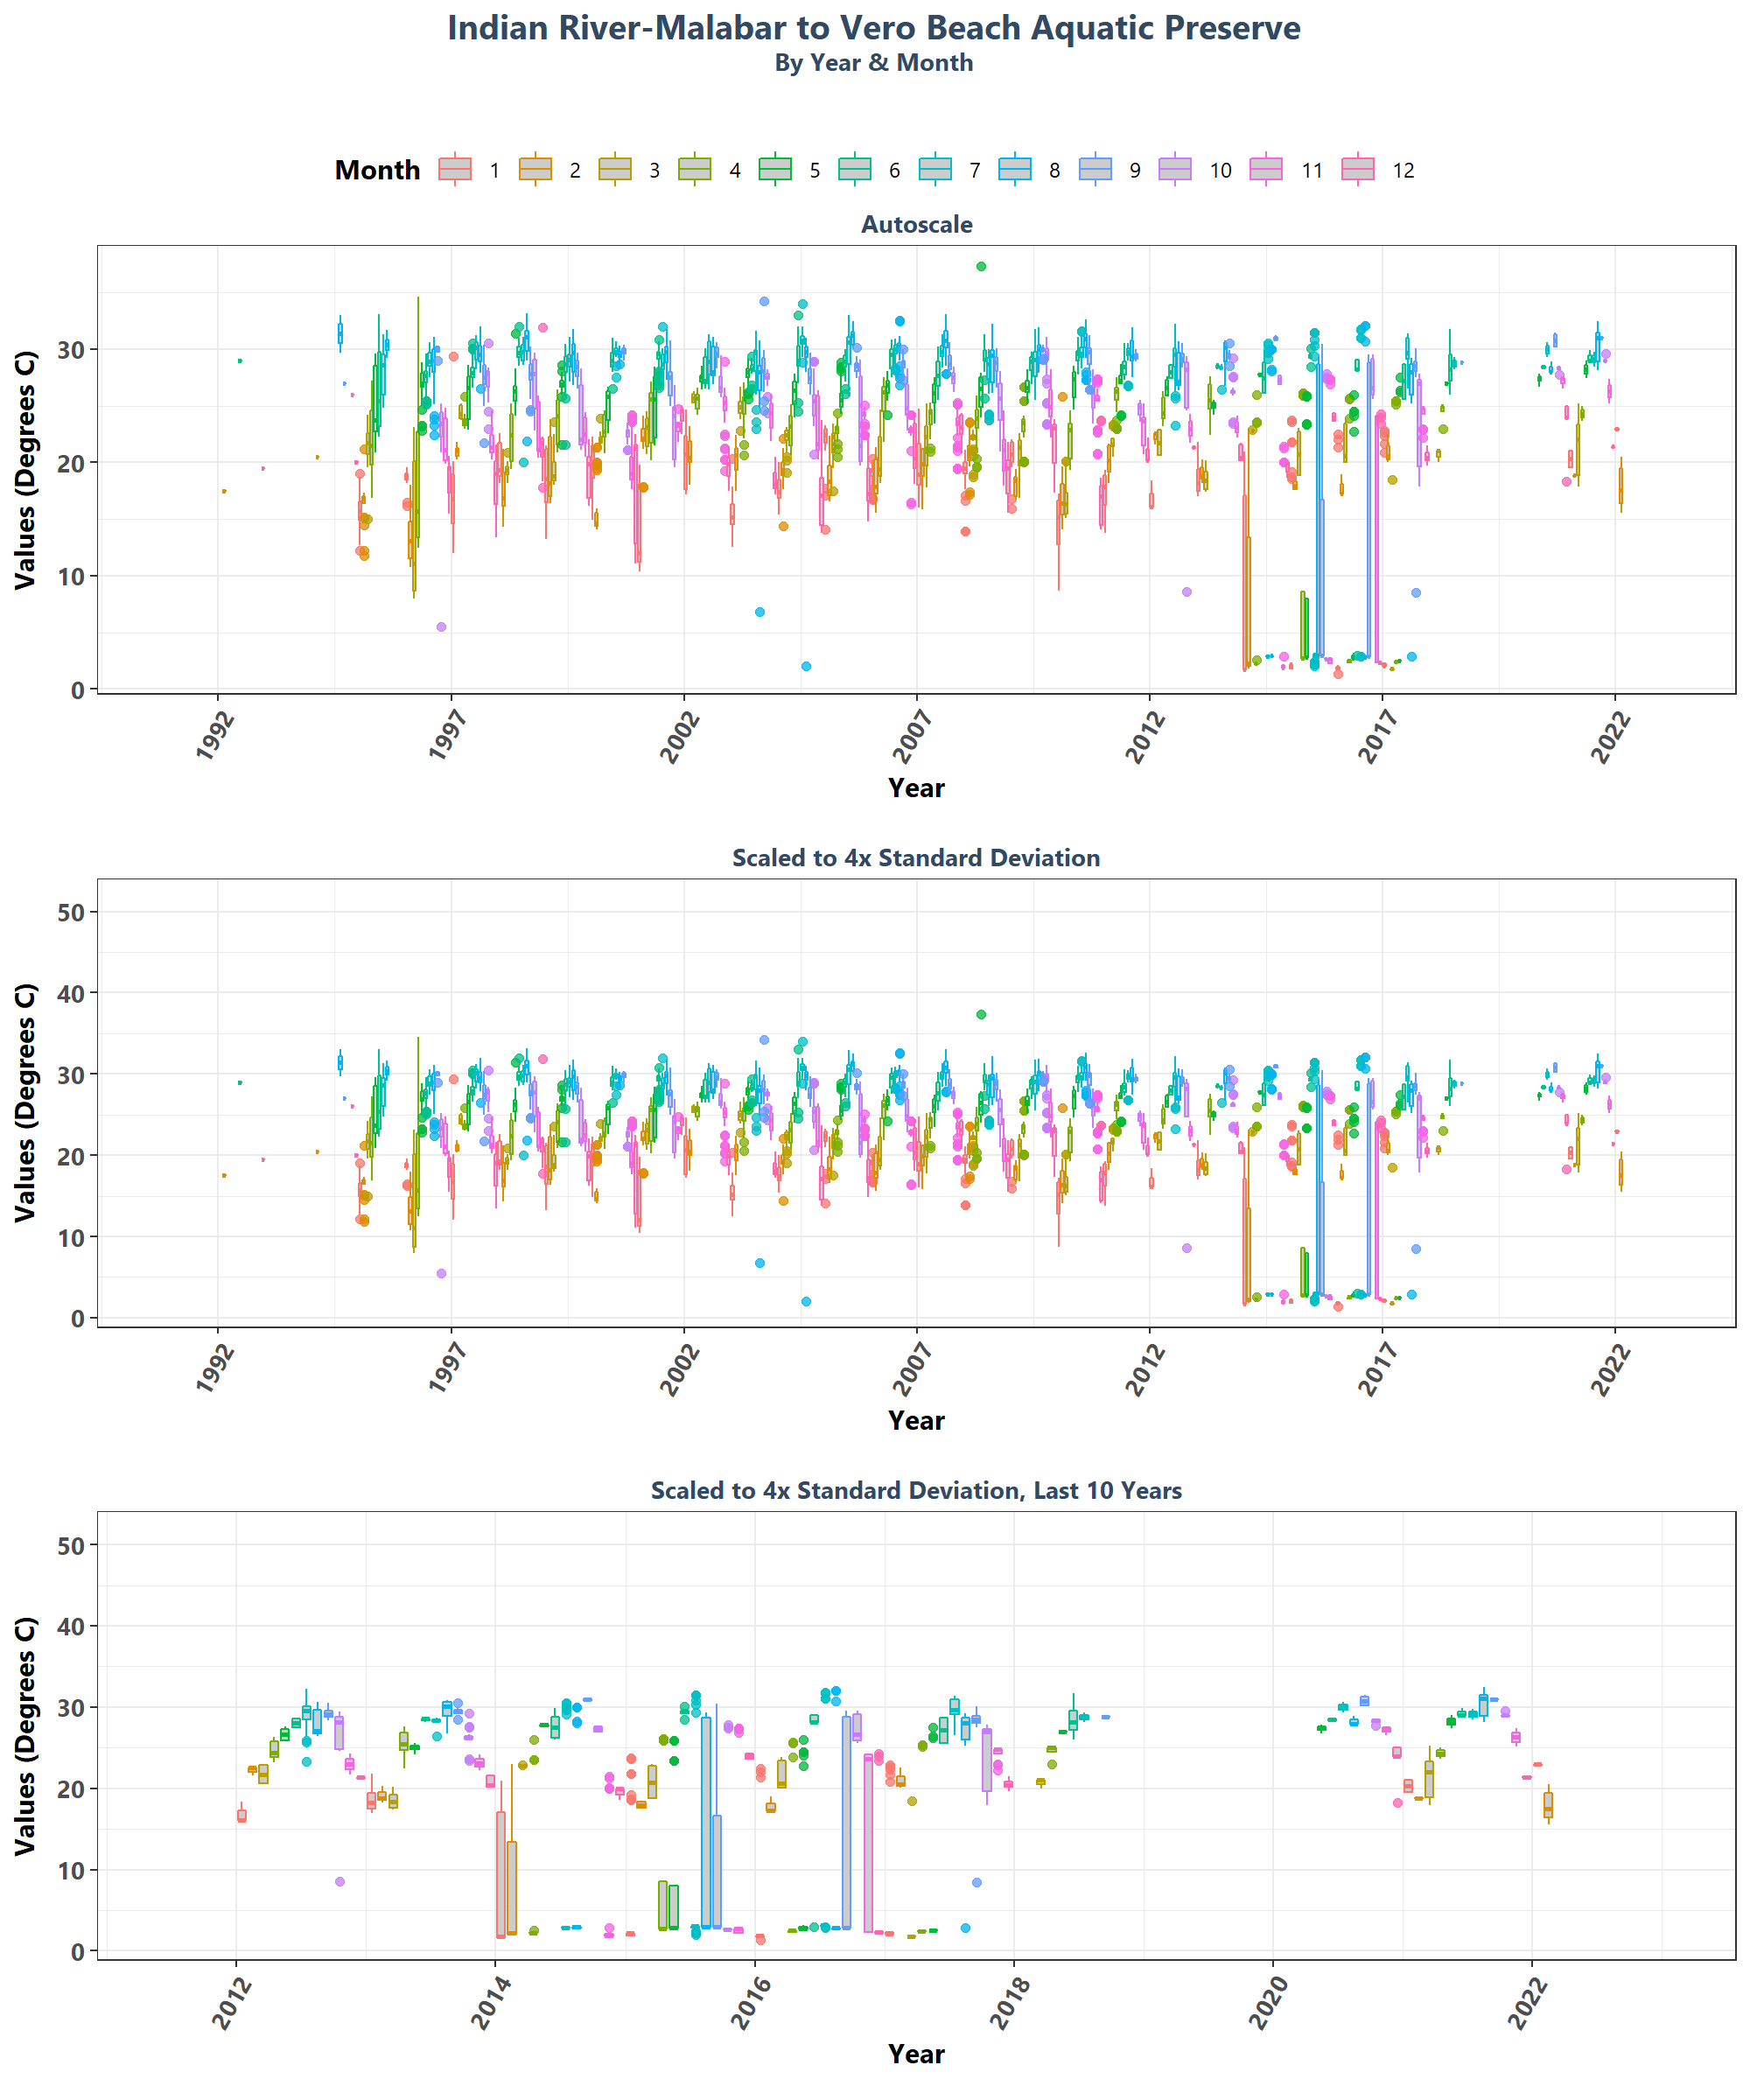 Indian River-Malabar to Vero Beach Aquatic Preserve
By Year & Month
Month 1 2 3 4 5 6 7 8 9 10 11 12
Autoscale
Values (Degrees C)
30
20
10
0
1992 1997 2002 2007 2012 2017 2022
Year
Scaled to 4x Standard Deviation
Values (Degrees C)
50
40
30
20
10
0
1992 1997 2002 2007 2012 2017 2022
Year
Scaled to 4x Standard Deviation, Last 10 Years
Values (Degrees C)
50
40
30
20
10
0
2012 2014 2016 2018 2020 2022
Year